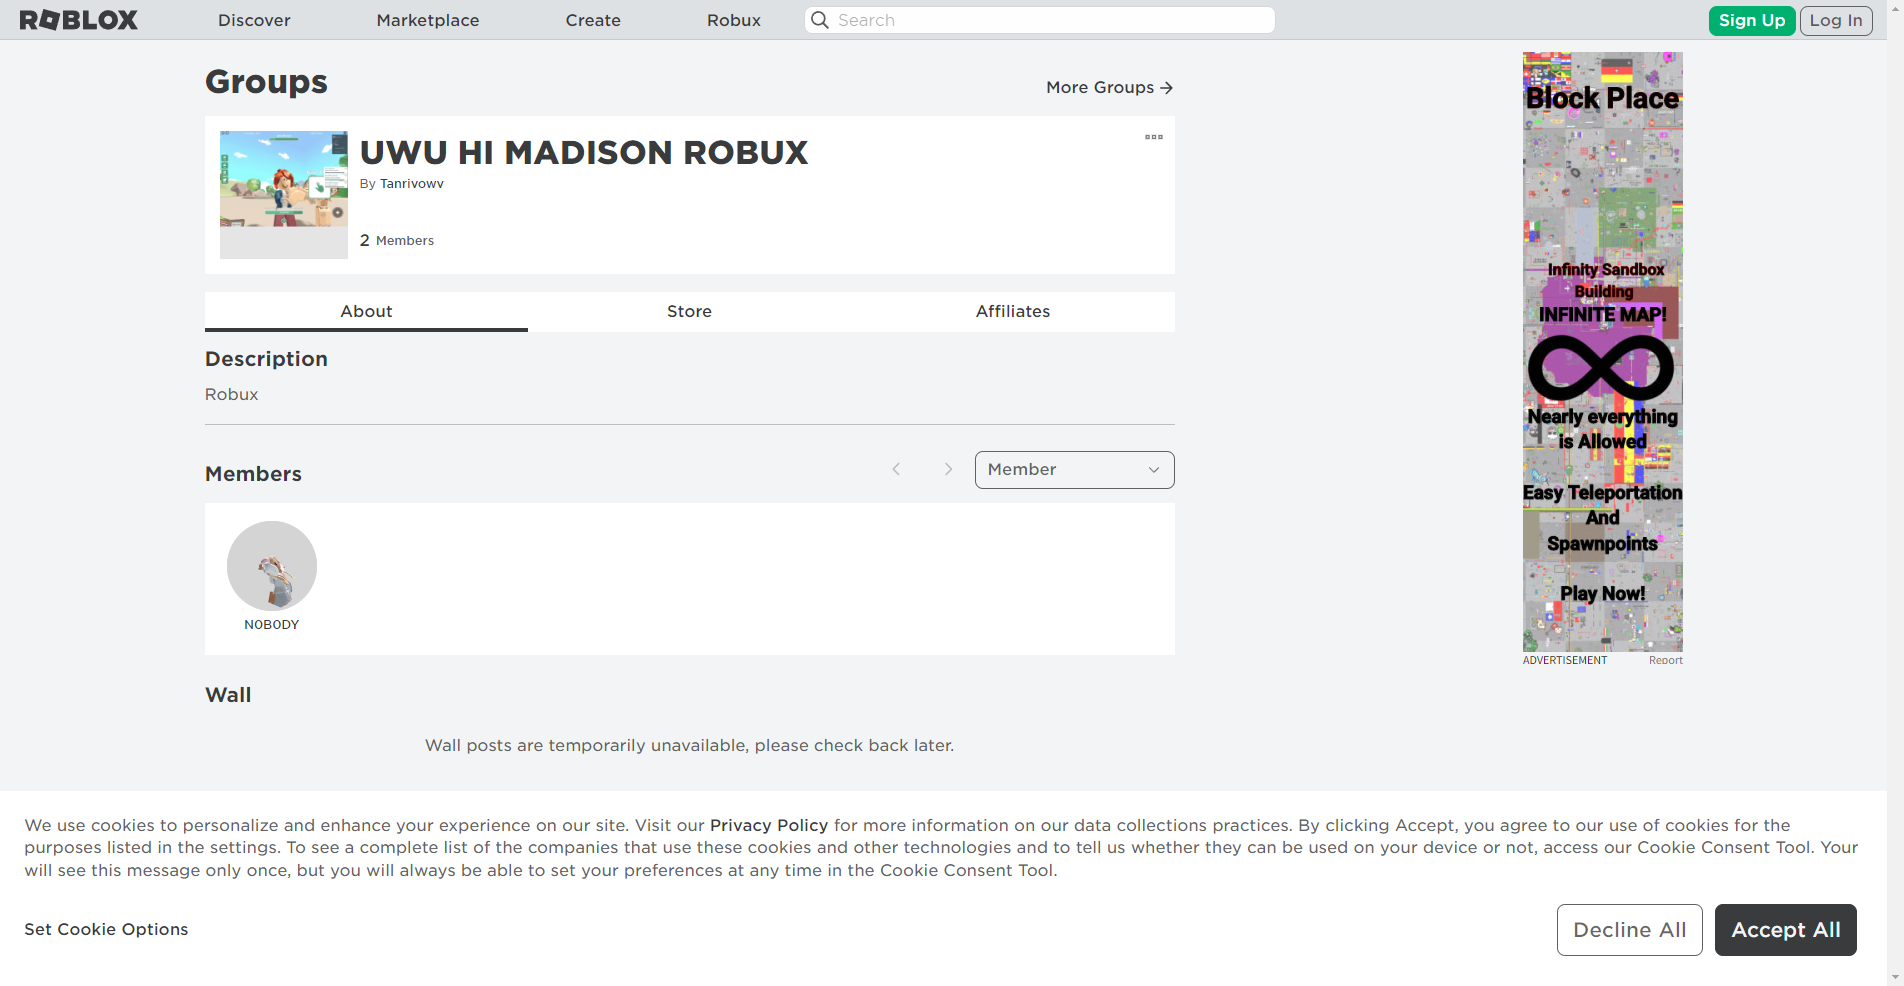 ROBLOX
Discover
Marketplace
Create
Robux
Search
Sign Up
Log In
Groups
More Groups
UWU HI MADISON ROBUX
By Tanrivowv
2 Members
About
Store
Affiliates
Description
Robux
Members
Member
N0B0DY
Wall
Wall posts are temporarily unavailable, please check back later.
Block Place
Infinity Sandbox
Building
INFINITE MAP!
Nearly everything
is Allowed
Easy Teleportation
And
Spawnpoints
Play Now!
ADVERTISEMENT
Report
We use cookies to personalize and enhance your experience on our site. Visit our Privacy Policy for more information on our data collections practices. By clicking Accept, you agree to our use of cookies for the
purposes listed in the settings. To see a complete list of the companies that use these cookies and other technologies and to tell us whether they can be used on your device or not, access our Cookie Consent Tool. Your
will see this message only once, but you will always be able to set your preferences at any time in the Cookie Consent Tool.
Set Cookie Options
Decline All
Accept All